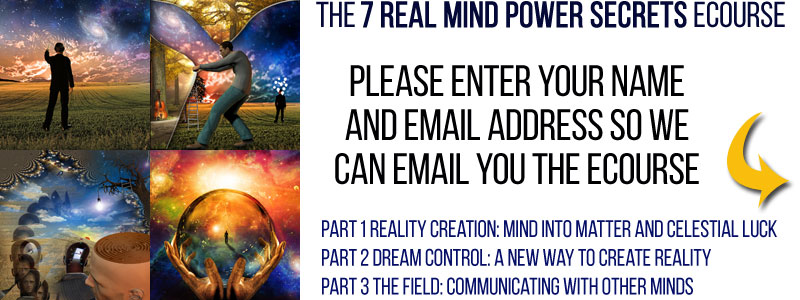 THE 7 REAL MIND POWER SECRETS ECOURSE
PLEASE ENTER YOUR NAME
AND EMAIL ADDRESS SO WE
CAN EMAIL YOU THE ECOURSE
PART 1 REALITY CREATION: MIND INTO MATTER AND CELESTIAL LUCK
PART 2 DREAM CONTROL: A NEW WAY TO CREATE REALITY
PART 3 THE FIELD: COMMUNICATING WITH OTHER MINDS